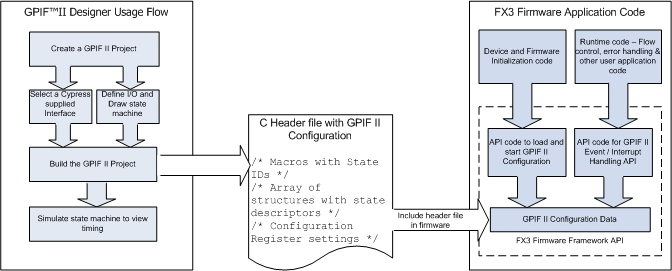 GPIF™II Designer Usage Flow
Create a GPIF II Project
Select a Cypress
supplied
Interface
Define I/O and
Draw state
machine
Build the GPIF II Project
Simulate state machine to view
timing
C Header file with GPIF II
Configuration
/* Macros with State
IDs */
/* Array of
structures with state
descriptors */
/* Configuration
Register settings */
Include header file
in firmware
FX3 Firmware Application Code
Device and Firmware
Initialization code
Runtime code – Flow
control, error handling &
other user application
code
API code to load and
start GPIF II
Configuration
API code for GPIF II
Event / Interrupt
Handling API
GPIF II Configuration Data
FX3 Firmware Framework API